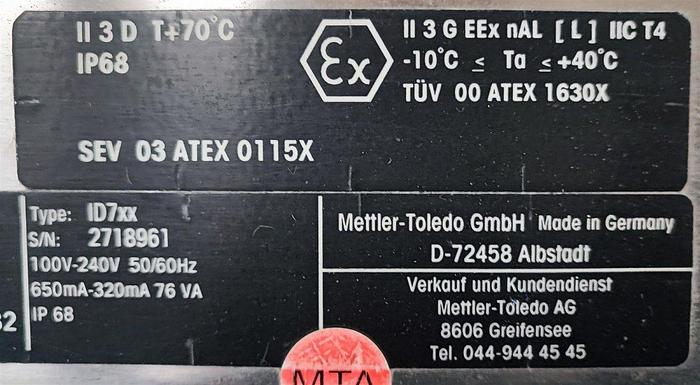 II 3 D T+70°C
IP68
SEV 03 ATEX 0115X
Ex
II 3 G EEx nAL [ L ] IIC T4
-10°C ≤ Ta ≤ +40°C
TÜV 00 ATEX 1630X
Type: ID7xx
S/N: 2718961
100V-240V 50/60Hz
650mA-320mA 76 VA
IP 68
Mettler-Toledo GmbH Made in Germany
D-72458 Albstadt
Verkauf und Kundendienst
Mettler-Toledo AG
8606 Greifensee
Tel. 044-944 45 45
MTA